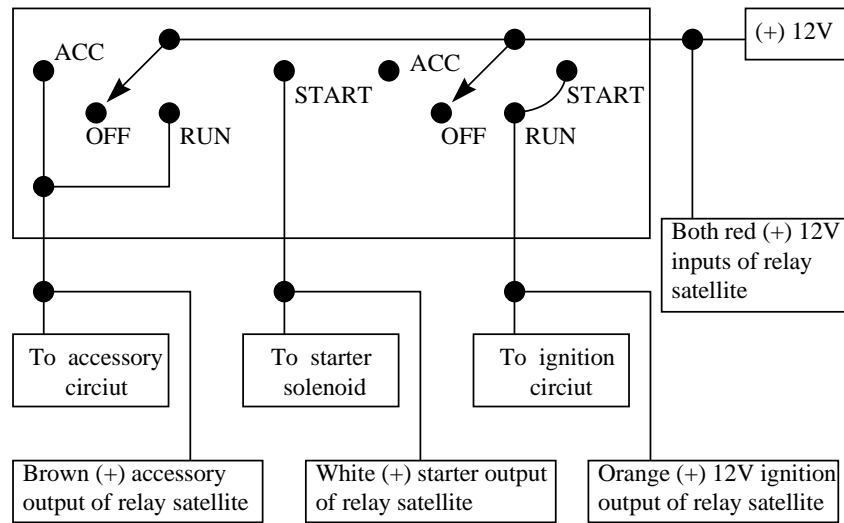 ACC
OFF
RUN
START
ACC
OFF
RUN
START
(+) 12V
Both red (+) 12V
inputs of relay
satellite
To accessory
circiut
To starter
solenoid
To ignition
circiut
Brown (+) accessory
output of relay satellite
White (+) starter output
of relay satellite
Orange (+) 12V ignition
output of relay satellite